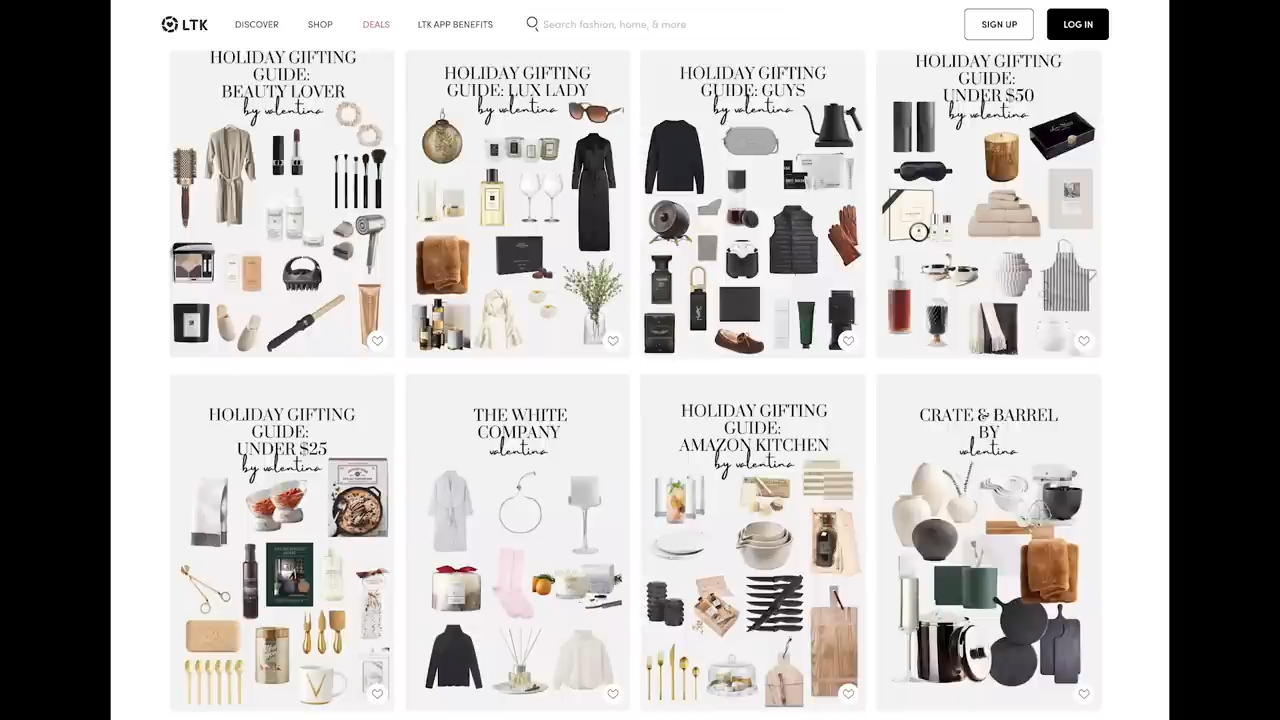 LTK
DISCOVER
SHOP
DEALS
LTK APP BENEFITS
Search fashion, home, & more
SIGN UP
LOG IN
HOLIDAY GIFTING
GUIDE:
BEAUTY LOVER
by valentina
HOLIDAY GIFTING
GUIDE: LUX LADY
by valentina
HOLIDAY GIFTING
GUIDE: GUYS
by valentina
HOLIDAY GIFTING
GUIDE:
UNDER $50
by valentina
HOLIDAY GIFTING
GUIDE:
UNDER $25
by valentina
V
THE WHITE
COMPANY
valentina
HOLIDAY GIFTING
GUIDE:
AMAZON KITCHEN
by valentina
CRATE & BARREL
BY
valentina